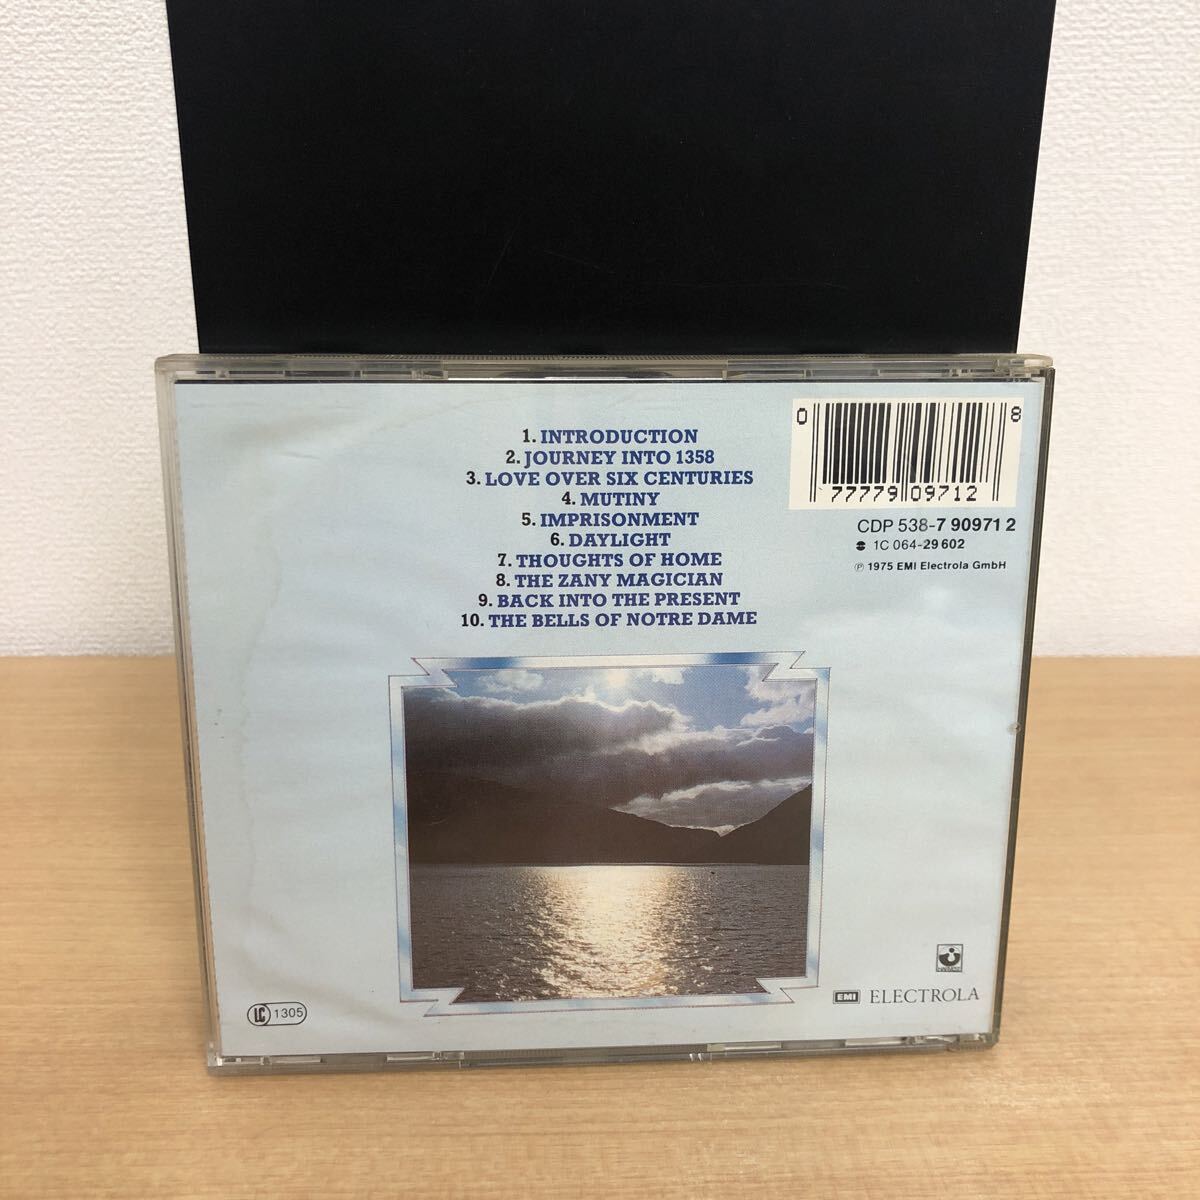 1. INTRODUCTION
2. JOURNEY INTO 1358
3. LOVE OVER SIX CENTURIES
4. MUTINY
5. IMPRISONMENT
6. DAYLIGHT
7. THOUGHTS OF HOME
8. THE ZANY MAGICIAN
9. BACK INTO THE PRESENT
10. THE BELLS OF NOTRE DAME
0 77779 09712 8
CDP 538-7 90971 2
1C 064-29 602
℗ 1975 EMI Electrola GmbH
HARVEST
EMI ELECTROLA
LC 1305